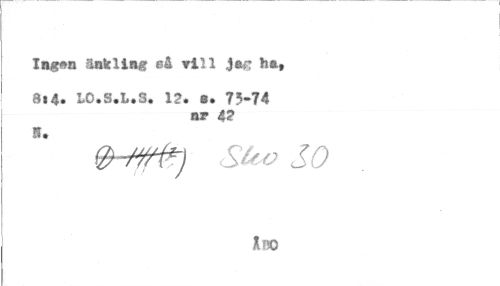 Ingen änkling så vill jag ha,
8:4. LO.S.L.S. 12. s. 73-74
nr 42
N.
Sko 30
ÅBO